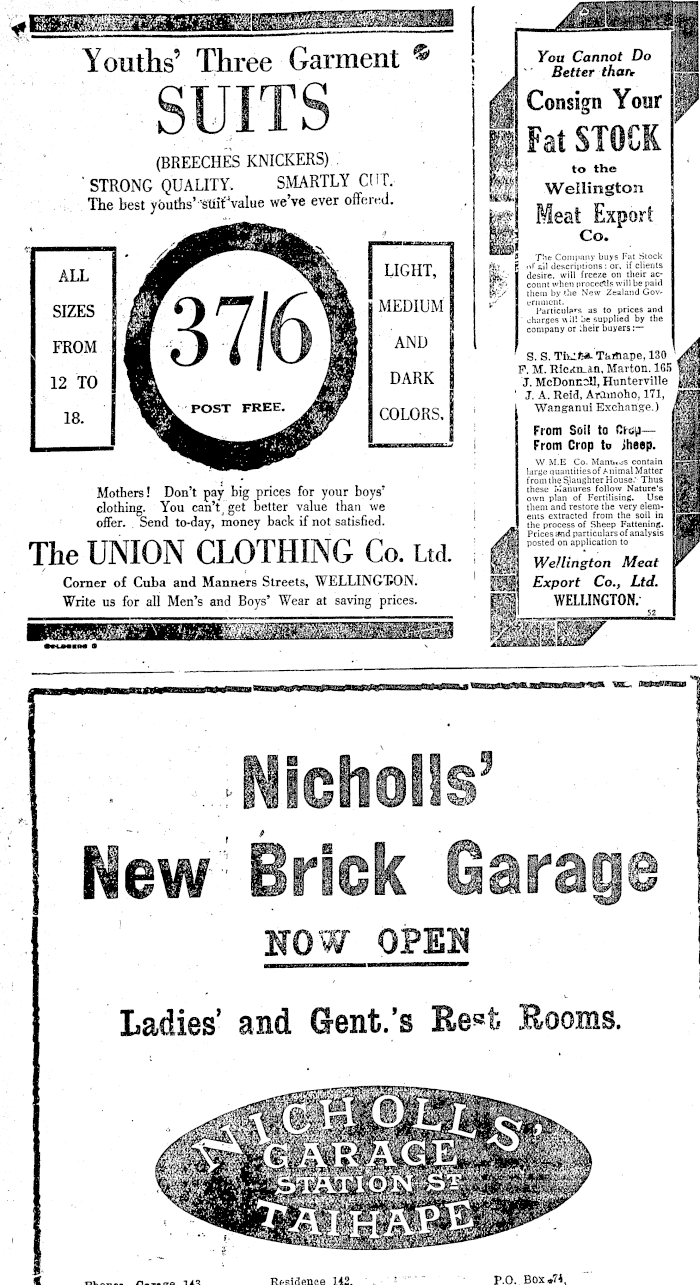 Youths' Three Garment
SUITS
(BREECHES KNICKERS)
STRONG QUALITY. SMARTLY CUT.
The best youths' suit value we've ever offered.
ALL
SIZES
FROM
12 TO
18.
37/6
POST FREE.
LIGHT,
MEDIUM
AND
DARK
COLORS.
Mothers! Don't pay big prices for your boys'
clothing. You can't get better value than we
offer. Send to-day, money back if not satisfied.
The UNION CLOTHING Co. Ltd.
Corner of Cuba and Manners Streets, WELLINGTON.
Write us for all Men's and Boys' Wear at saving prices.
You Cannot Do
Better than
Consign Your
Fat STOCK
to the
Wellington
Meat Export
Co.
The Company buys Fat Stock
of all descriptions: or, if clients
desire, will freeze on their ac-
count when proceeds will be paid
them by the New Zealand Gov-
ernment.
Particulars as to prices and
charges will be supplied by the
company or their buyers:—
S. S. Taihape, 130
F. M. Marton. 165
J. McDonnell, Hunterville
J. A. Reid, Aramoho, 171,
Wanganui Exchange.)
From Soil to Crop—
From Crop to Sheep.
W M.E Co. Manures contain
large quantities of Animal Matter
from the Slaughter House. Thus
these Manures follow Nature's
own plan of Fertilising. Use
them and restore the very elem-
ents extracted from the soil in
the process of Sheep Fattening.
Prices and particulars of analysis
posted on application to
Wellington Meat
Export Co., Ltd.
WELLINGTON.
52
Nicholls'
New Brick Garage
NOW OPEN
Ladies' and Gent.'s Rest Rooms.
NICHOLLS'
GARAGE
STATION ST
TAIHAPE
Phones, Garage 143, Residence 142, P.O. Box 74,